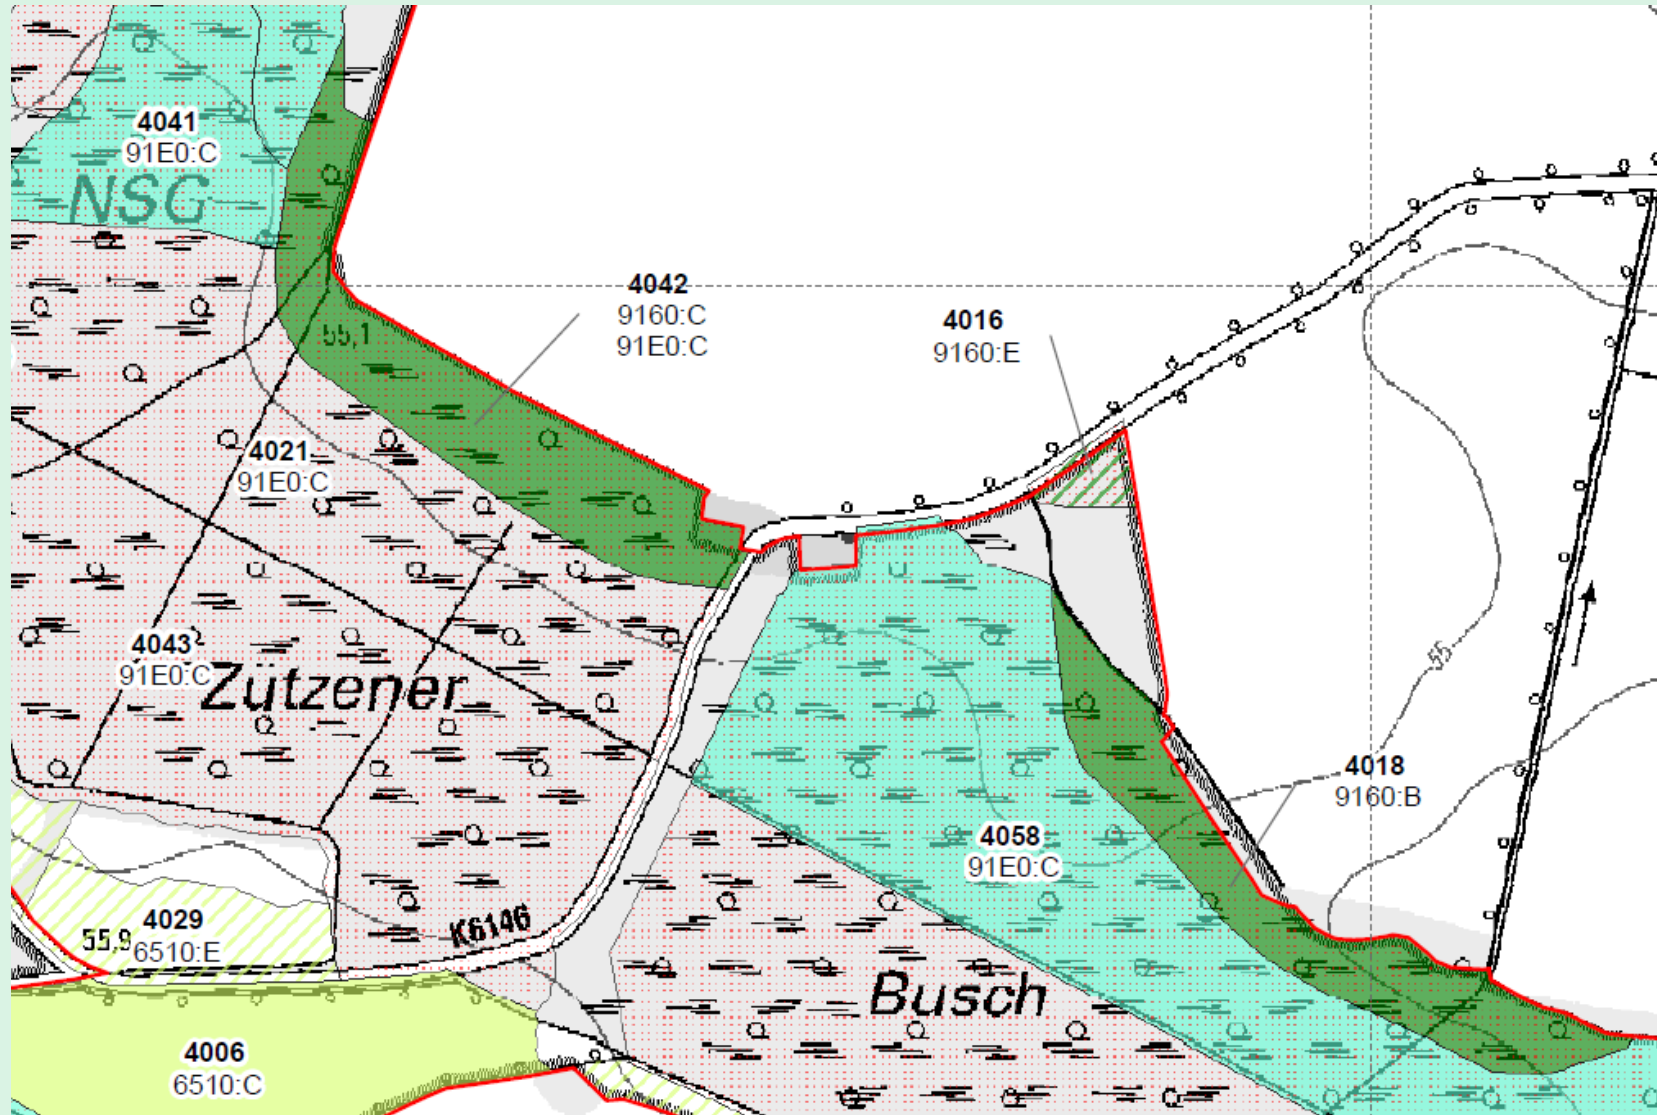 4041
91E0:C
NSG
4042
9160:C
91E0:C
4016
9160:E
55,1
4021
91E0:C
4043
91E0:C
Zützener
55
4018
9160:B
4058
91E0:C
4029
6510:E
55,9
K6146
Busch
4006
6510:C